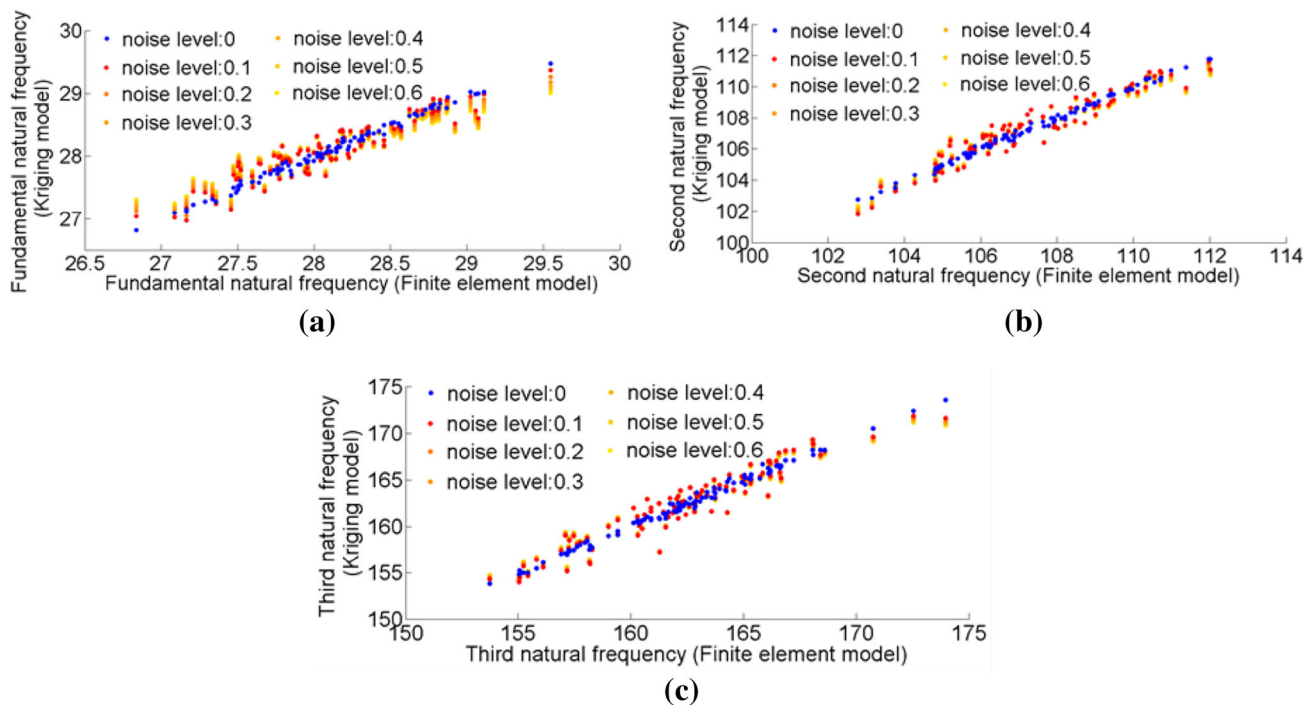 Fundamental natural frequency
(Kriging model)
30
29
28
27
noise level:0
noise level:0.1
noise level:0.2
noise level:0.3
noise level:0.4
noise level:0.5
noise level:0.6
26.5 27 27.5 28 28.5 29 29.5 30
Fundamental natural frequency (Finite element model)
(a)
Second natural frequency
(Kriging model)
114
112
110
108
106
104
102
100
noise level:0
noise level:0.1
noise level:0.2
noise level:0.3
noise level:0.4
noise level:0.5
noise level:0.6
100 102 104 106 108 110 112 114
Second natural frequency (Finite element model)
(b)
Third natural frequency
(Kriging model)
175
170
165
160
155
150
noise level:0
noise level:0.1
noise level:0.2
noise level:0.3
noise level:0.4
noise level:0.5
noise level:0.6
150 155 160 165 170 175
Third natural frequency (Finite element model)
(c)